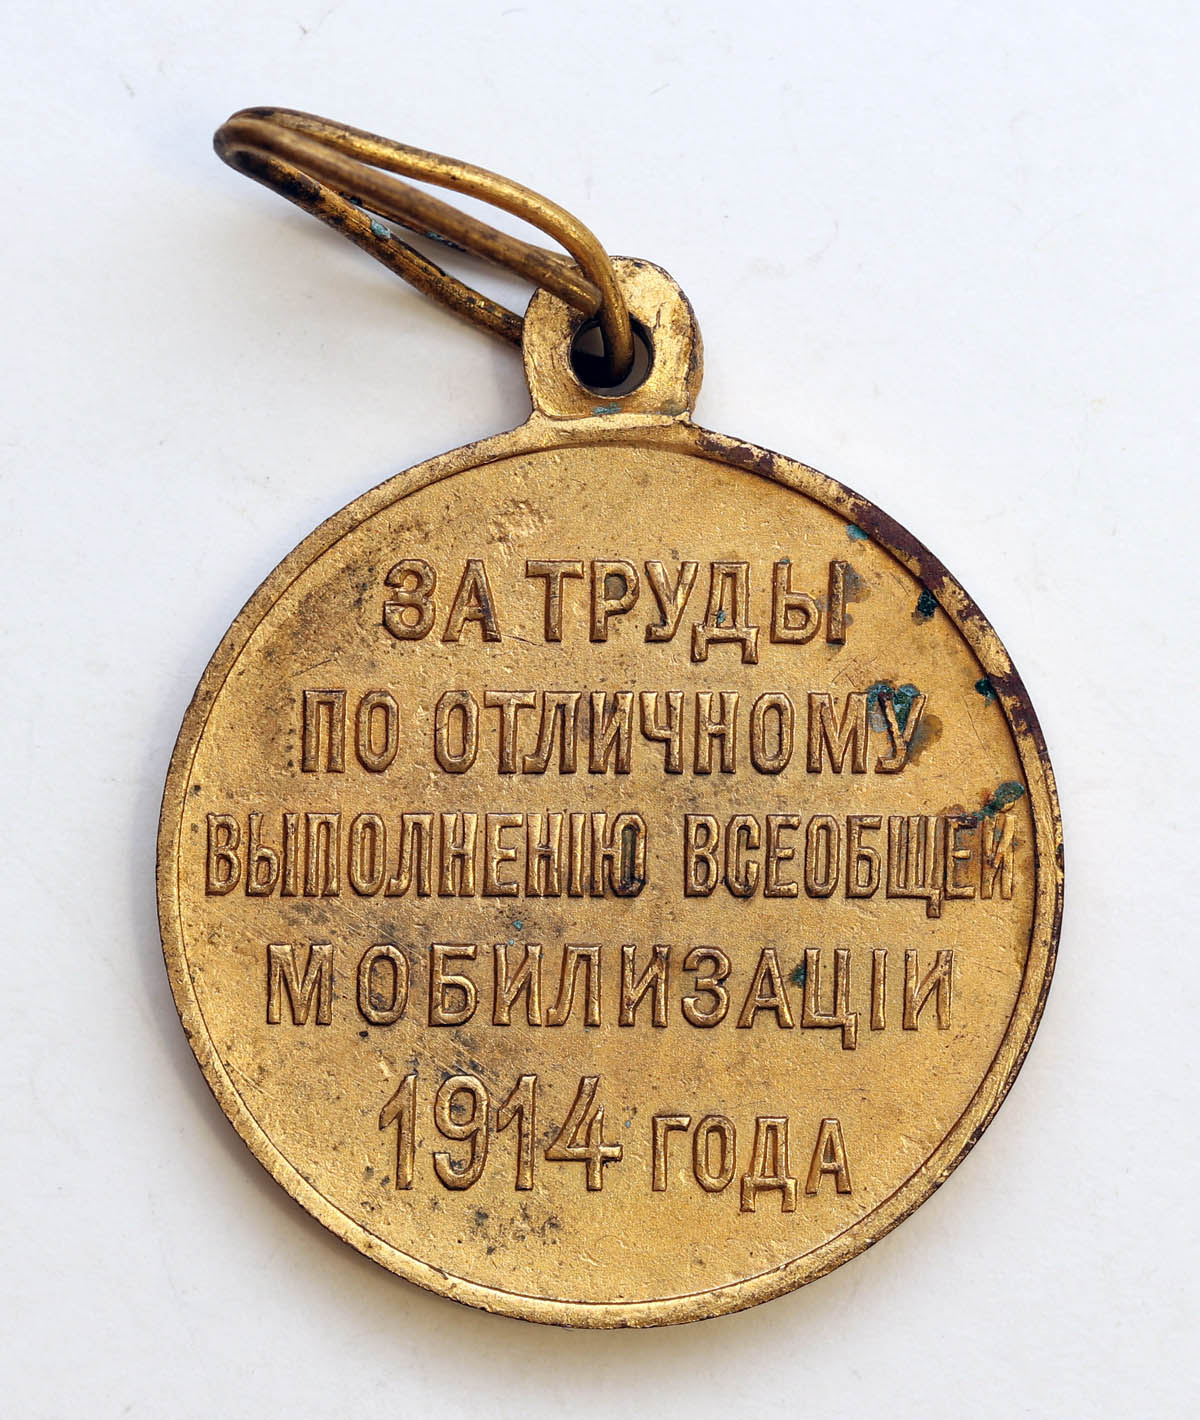 ЗА ТРУДЫ
ПО ОТЛИЧНОМУ
ВЫПОЛНЕНІЮ ВСЕОБЩЕЙ
МОБИЛИЗАЦІИ
1914 ГОДА